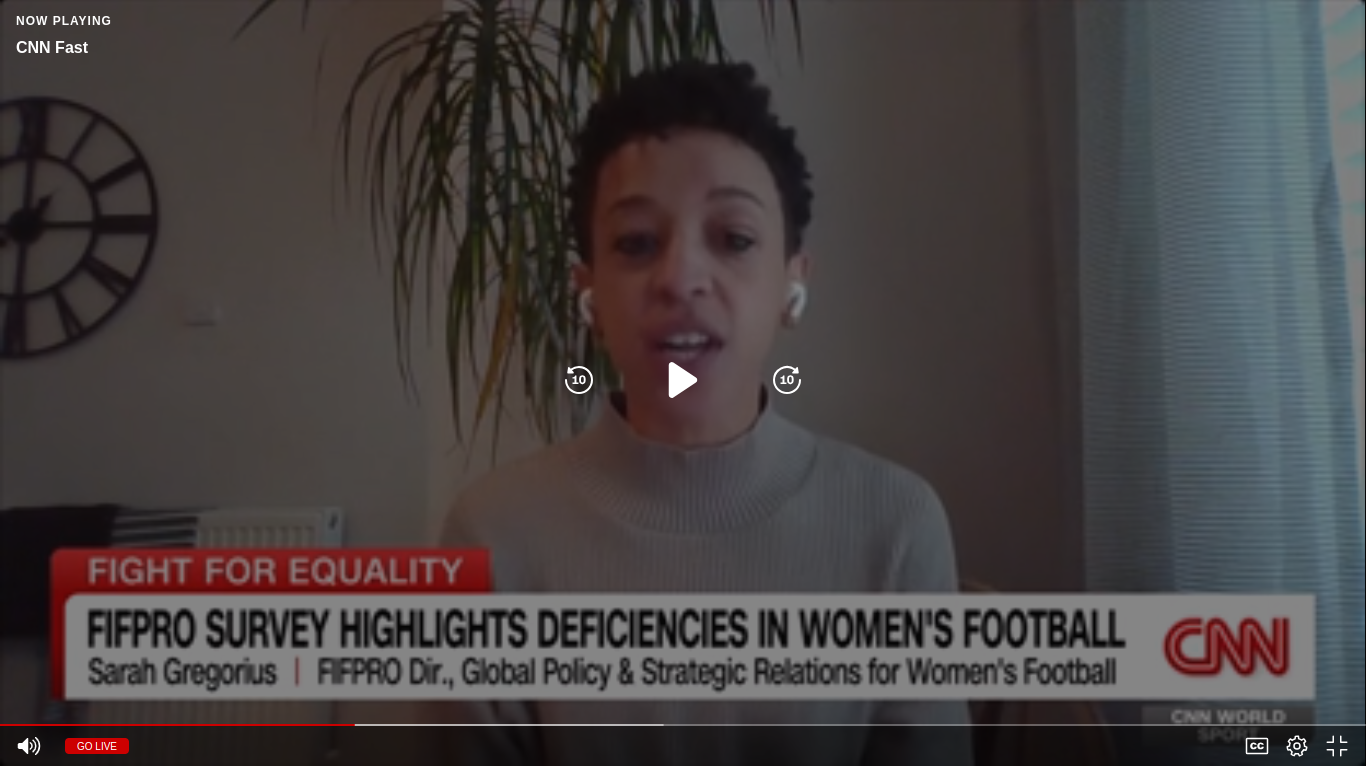 NOW PLAYING
CNN Fast
10
10
FIGHT FOR EQUALITY
FIFPRO SURVEY HIGHLIGHTS DEFICIENCIES IN WOMEN'S FOOTBALL
Sarah Gregorius | FIFPRO Dir., Global Policy & Strategic Relations for Women's Football
CNN
CNN WORLD
SPORT
GO LIVE
CC